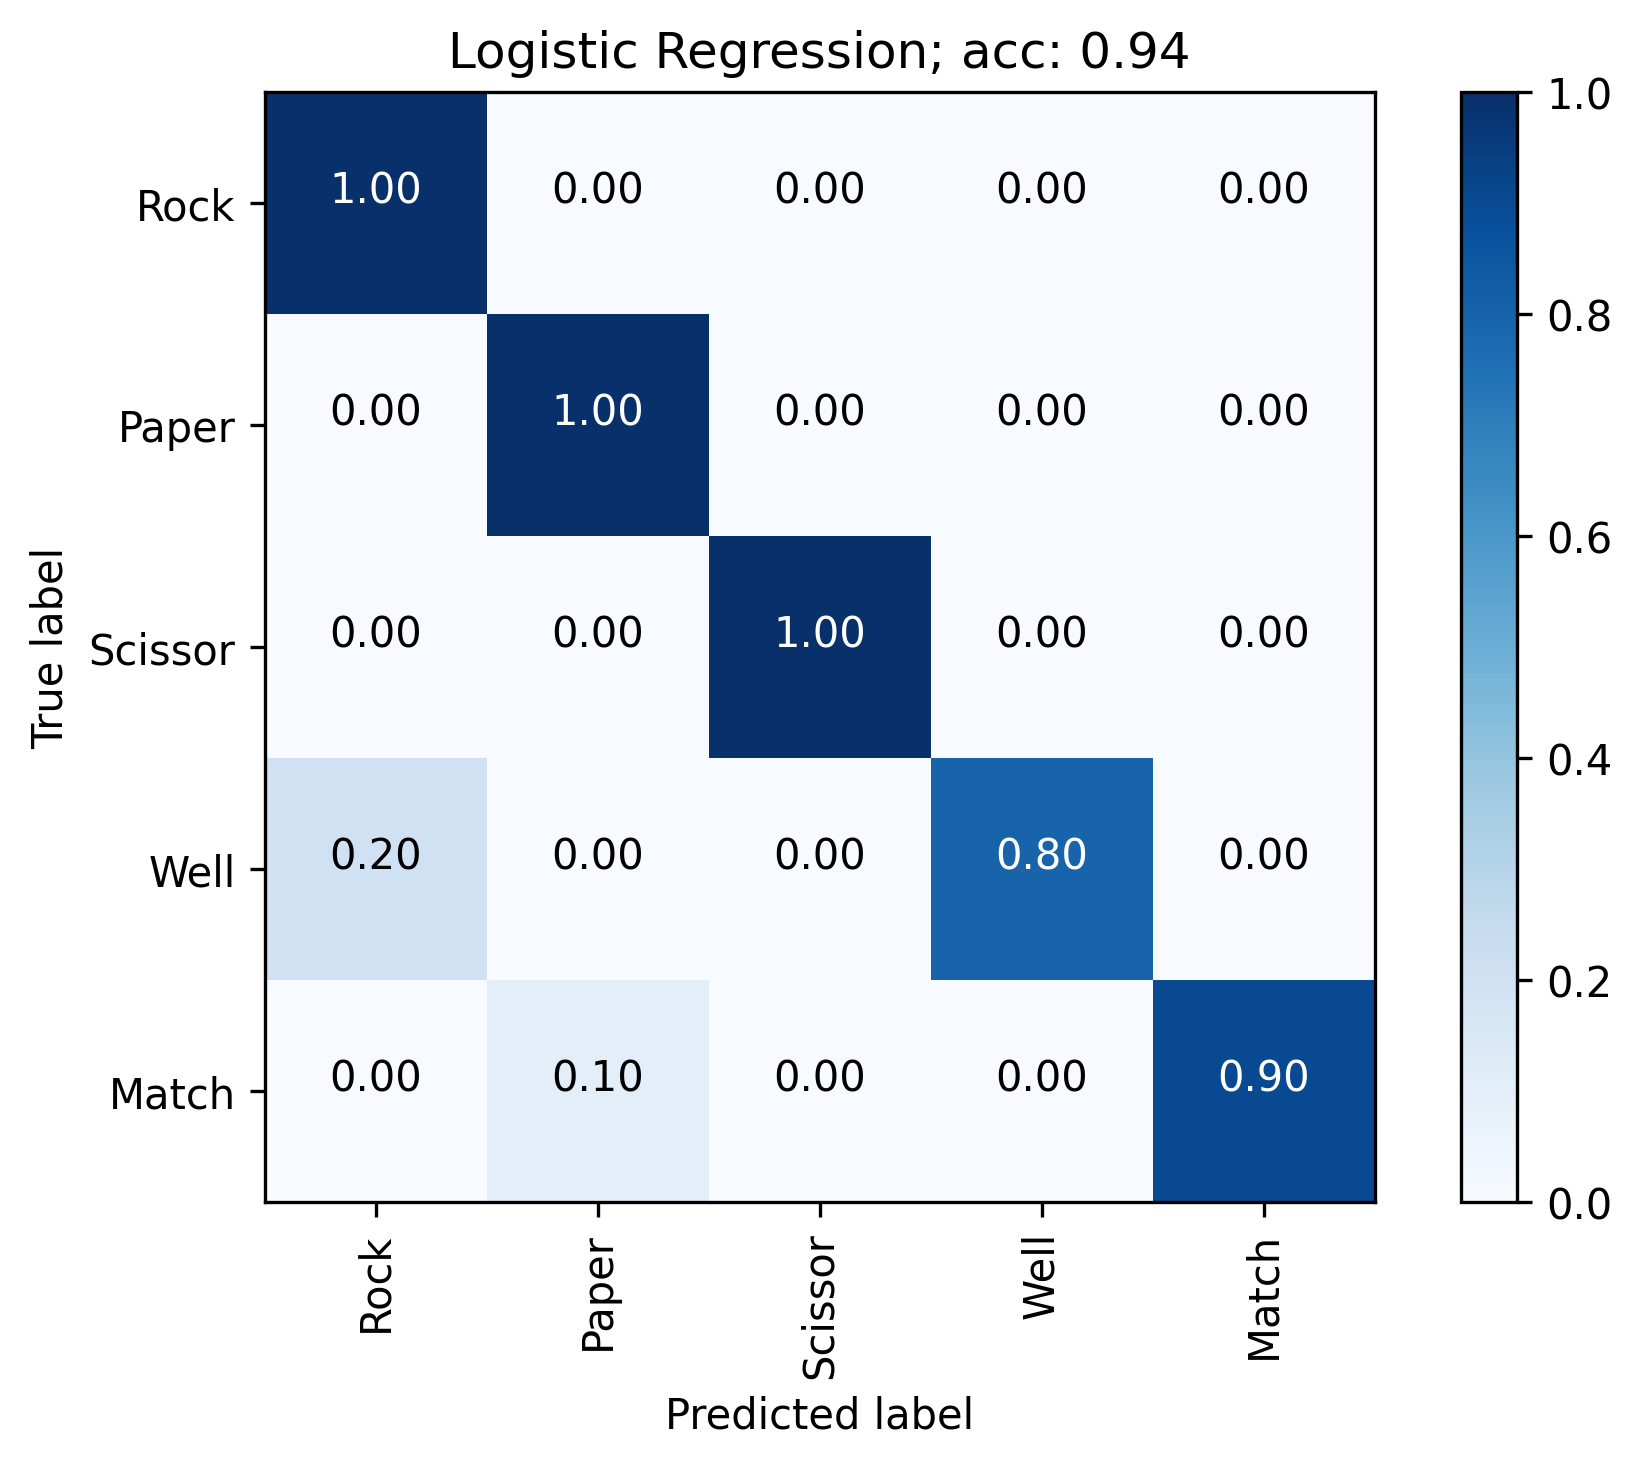 Logistic Regression; acc: 0.94
Rock 1.00 0.00 0.00 0.00 0.00
Paper 0.00 1.00 0.00 0.00 0.00
Scissor 0.00 0.00 1.00 0.00 0.00
Well 0.20 0.00 0.00 0.80 0.00
Match 0.00 0.10 0.00 0.00 0.90
True label
Rock Paper Scissor Well Match
Predicted label
1.0
0.8
0.6
0.4
0.2
0.0